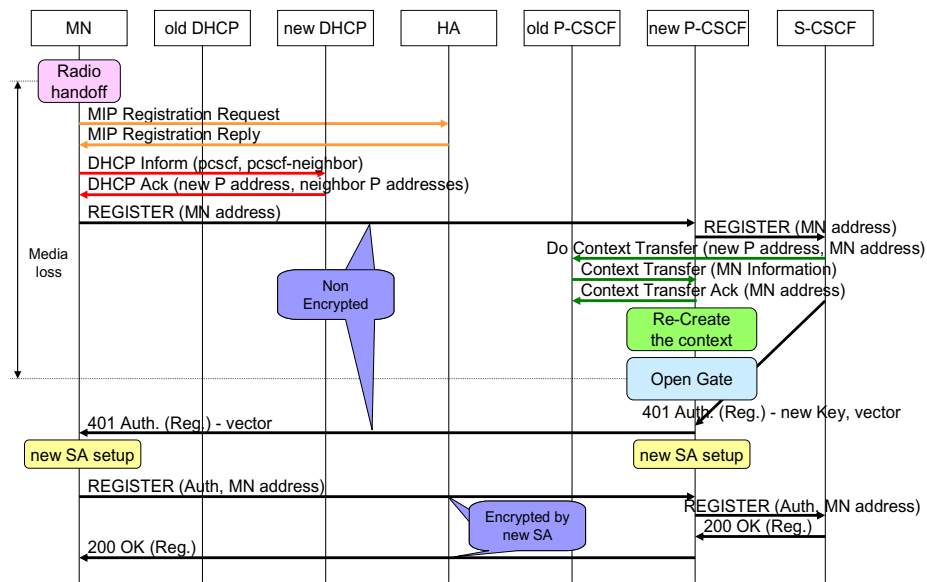 MN
old DHCP
new DHCP
HA
old P-CSCF
new P-CSCF
S-CSCF
Radio
handoff
MIP Registration Request
MIP Registration Reply
DHCP Inform (pcscf, pcscf-neighbor)
DHCP Ack (new P address, neighbor P addresses)
REGISTER (MN address)
REGISTER (MN address)
Do Context Transfer (new P address, MN address)
Media
loss
Non
Encrypted
Context Transfer (MN Information)
Context Transfer Ack (MN address)
Re-Create
the context
Open Gate
401 Auth. (Reg.) - new Key, vector
401 Auth. (Reg.) - vector
new SA setup
new SA setup
REGISTER (Auth, MN address)
REGISTER (Auth, MN address)
Encrypted by
new SA
200 OK (Reg.)
200 OK (Reg.)